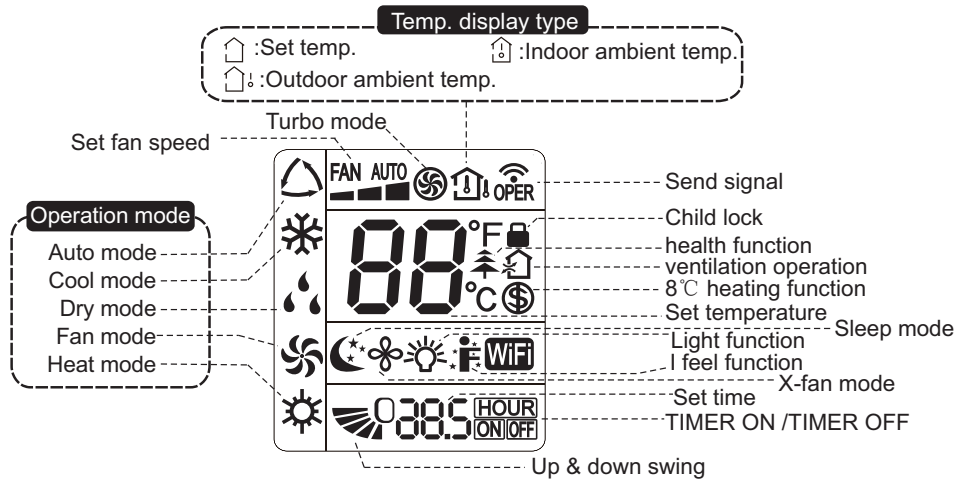 Temp. display type
:Set temp.
:Indoor ambient temp.
:Outdoor ambient temp.
Turbo mode
Set fan speed
FAN AUTO
OPER
Send signal
Operation mode
Auto mode
Cool mode
Dry mode
Fan mode
Heat mode
88
°F
°C
Child lock
health function
ventilation operation
8℃ heating function
Set temperature
Sleep mode
Light function
I feel function
WiFi
X-fan mode
Set time
088.5
HOUR
ON OFF
TIMER ON /TIMER OFF
Up & down swing